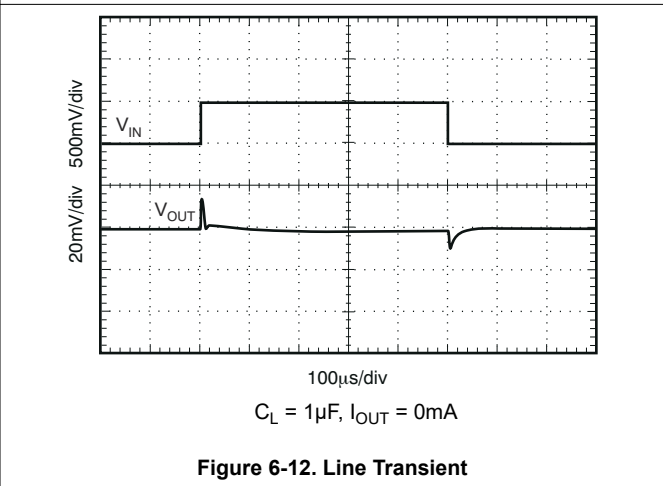 500mV/div
V_IN
20mV/div
V_OUT
100µs/div
C_L = 1µF, I_OUT = 0mA
Figure 6-12. Line Transient